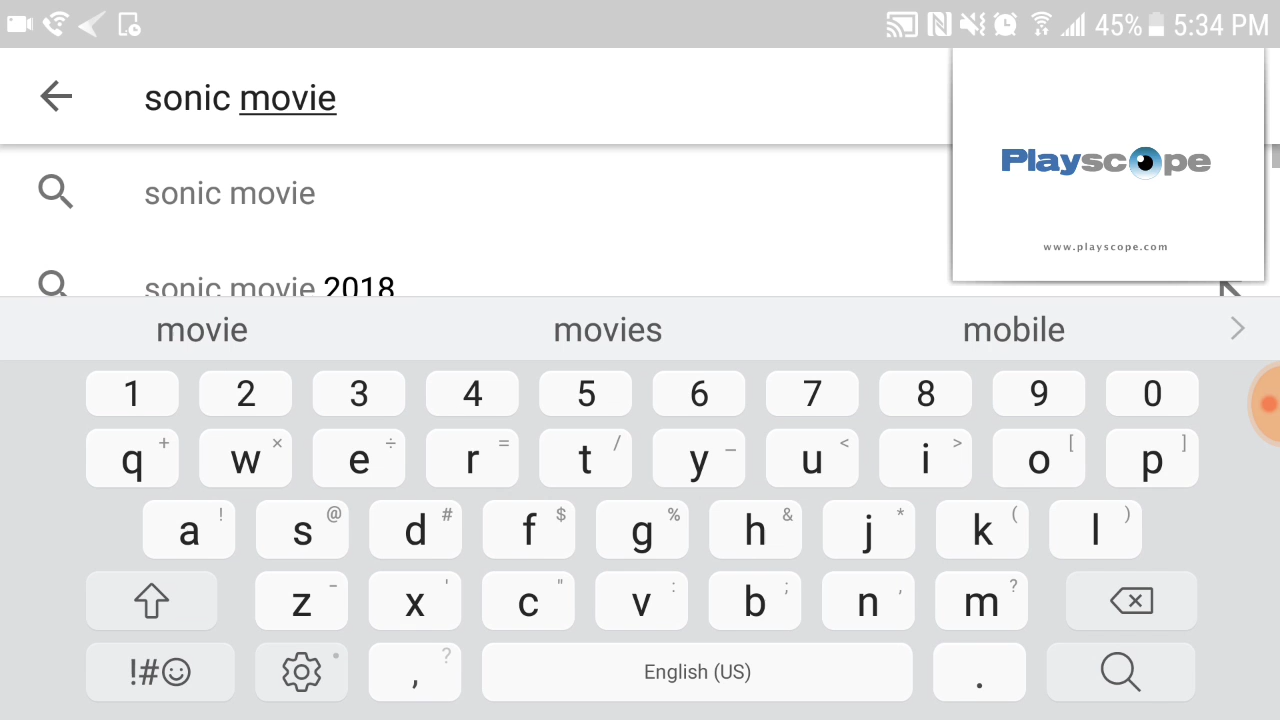 45% 5:34 PM
sonic movie
Playscope
www.playscope.com
sonic movie
sonic movie 2018
movie movies mobile
1 2 3 4 5 6 7 8 9 0
q + w × e ÷ r = t / y _ u < i > o [ p ]
a ! s @ d # f $ g % h & j * k ( l )
z - x ' c " v : b ; n , m ?
!#☺ , ? English (US) .